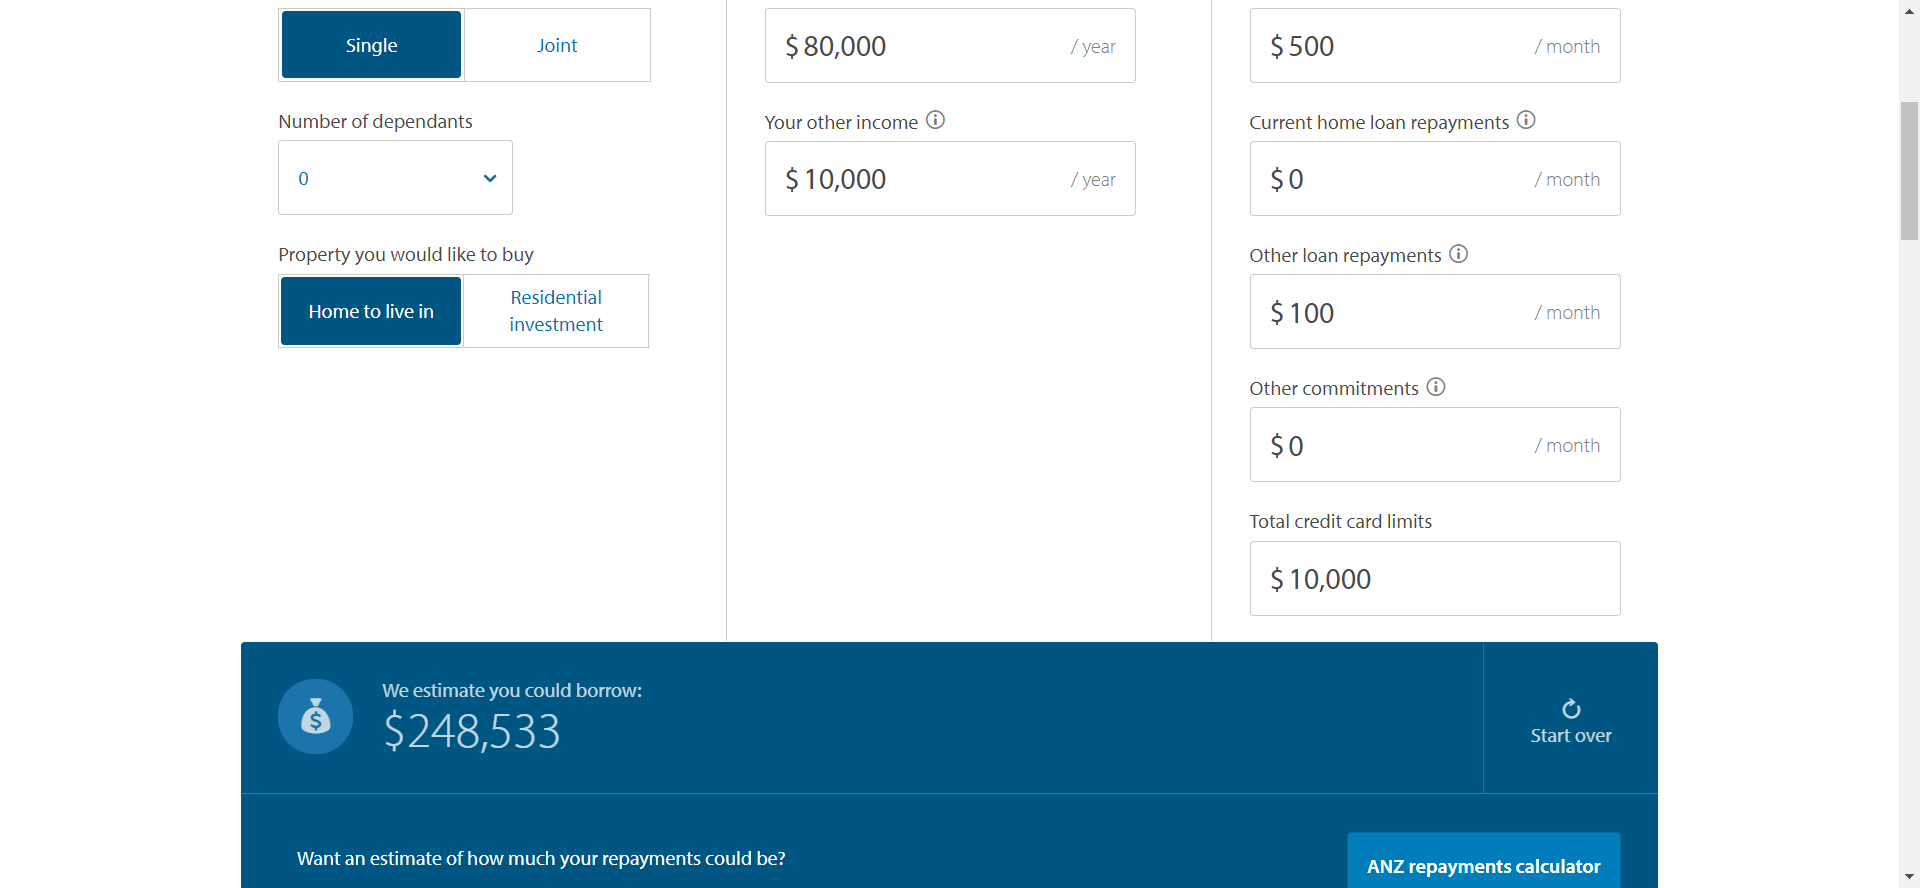 Single
Joint
Number of dependants
0
Property you would like to buy
Home to live in
Residential
investment
$ 80,000 / year
Your other income
$ 10,000 / year
$ 500 / month
Current home loan repayments
$ 0 / month
Other loan repayments
$ 100 / month
Other commitments
$ 0 / month
Total credit card limits
$ 10,000
We estimate you could borrow:
$248,533
Start over
Want an estimate of how much your repayments could be?
ANZ repayments calculator